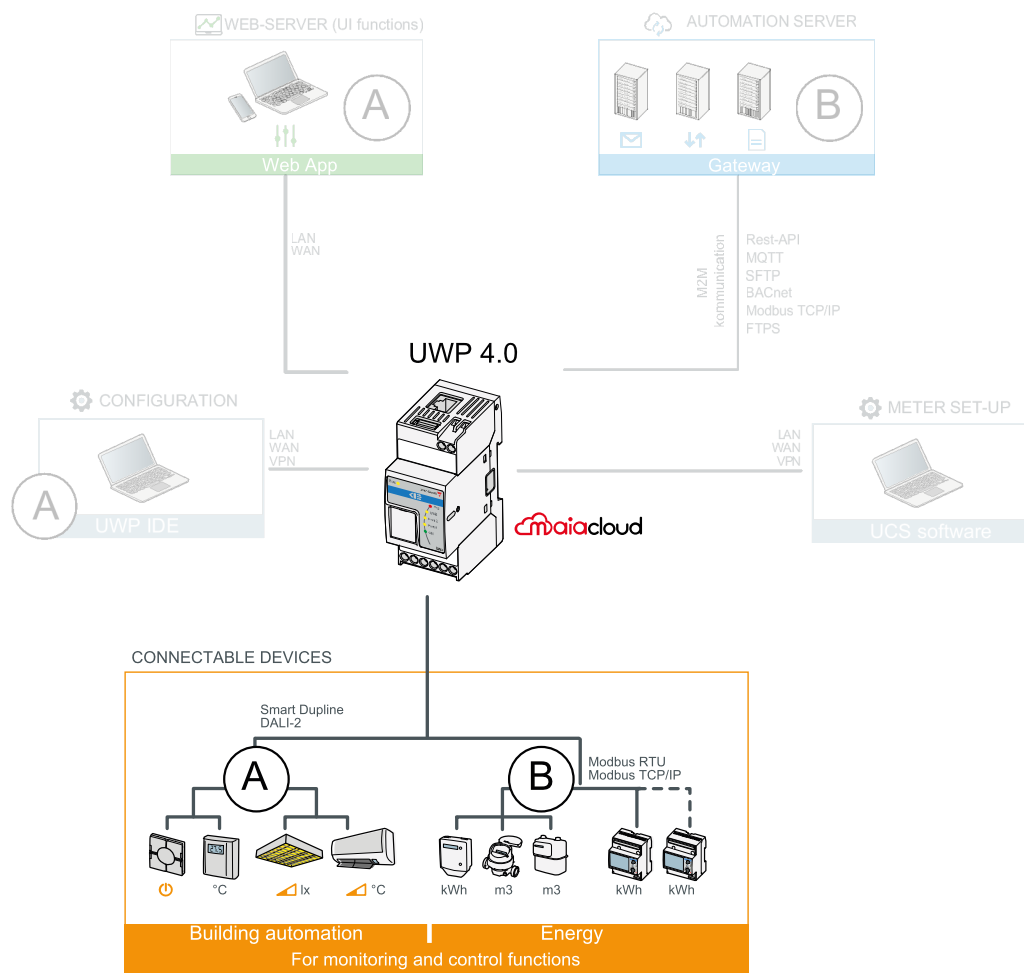 WEB-SERVER (UI functions)
A
Web App
AUTOMATION SERVER
B
Gateway
LAN
WAN
M2M
kommunication
Rest-API
MQTT
SFTP
BACnet
Modbus TCP/IP
FTPS
UWP 4.0
CONFIGURATION
A
UWP IDE
LAN
WAN
VPN
METER SET-UP
LAN
WAN
VPN
UCS software
maiacloud
CONNECTABLE DEVICES
Smart Dupline
DALI-2
A
B
Modbus RTU
Modbus TCP/IP
°C
lx
°C
kWh
m3
m3
kWh
kWh
Building automation
Energy
For monitoring and control functions